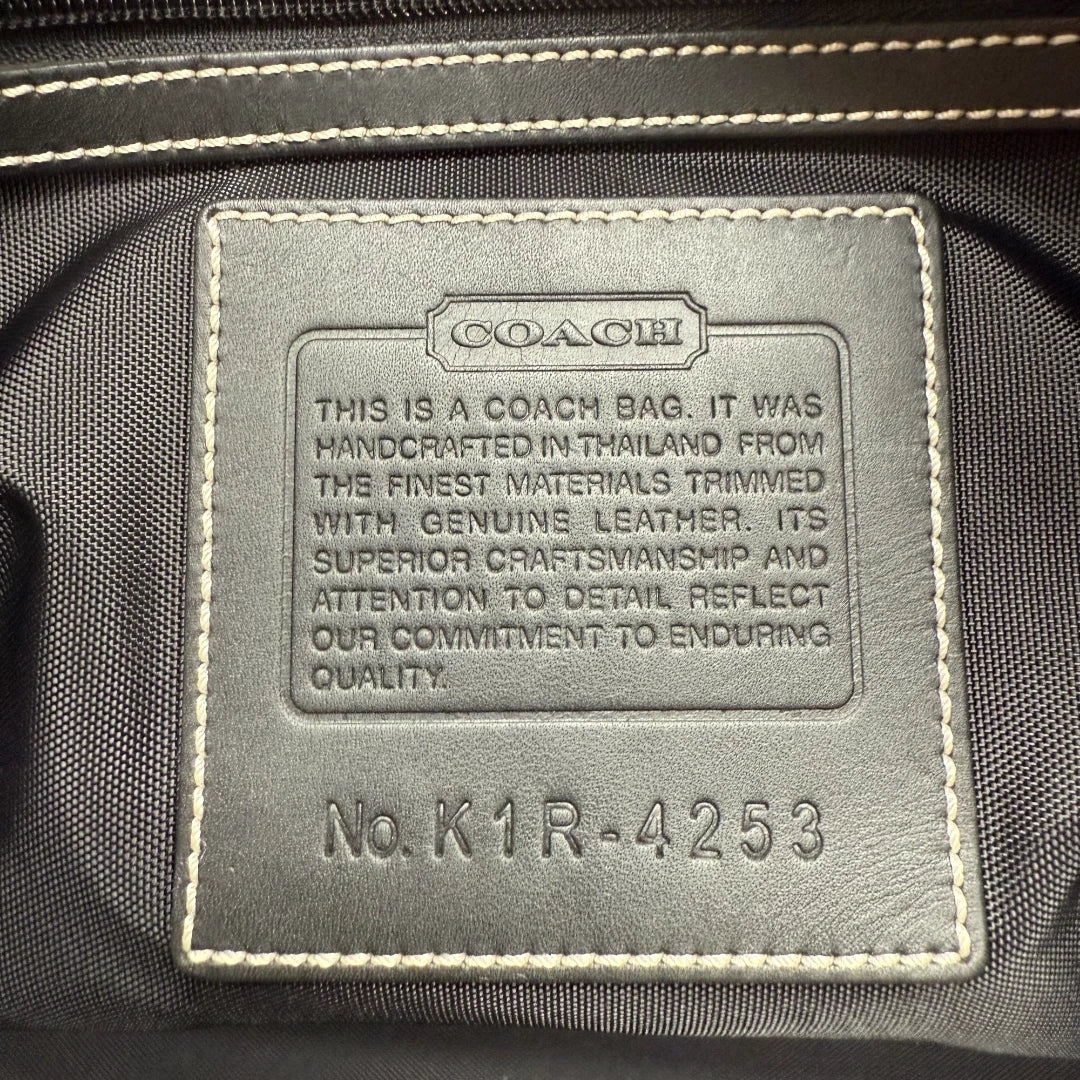 COACH
THIS IS A COACH BAG. IT WAS
HANDCRAFTED IN THAILAND FROM
THE FINEST MATERIALS TRIMMED
WITH GENUINE LEATHER. ITS
SUPERIOR CRAFTSMANSHIP AND
ATTENTION TO DETAIL REFLECT
OUR COMMITMENT TO ENDURING
QUALITY.
No. K1R-4253